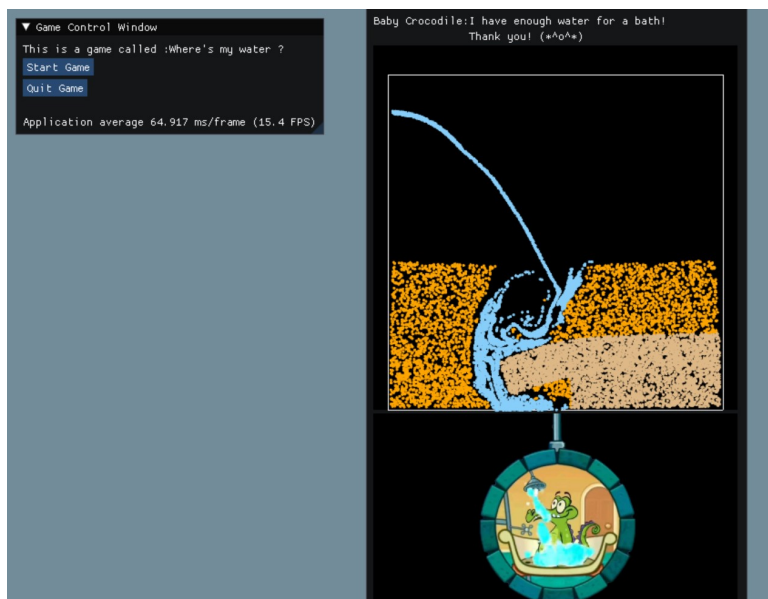 ▼ Game Control Window
This is a game called :Where's my water ?
Start Game
Quit Game
Application average 64.917 ms/frame (15.4 FPS)
Baby Crocodile:I have enough water for a bath!
Thank you! (*^o^*)